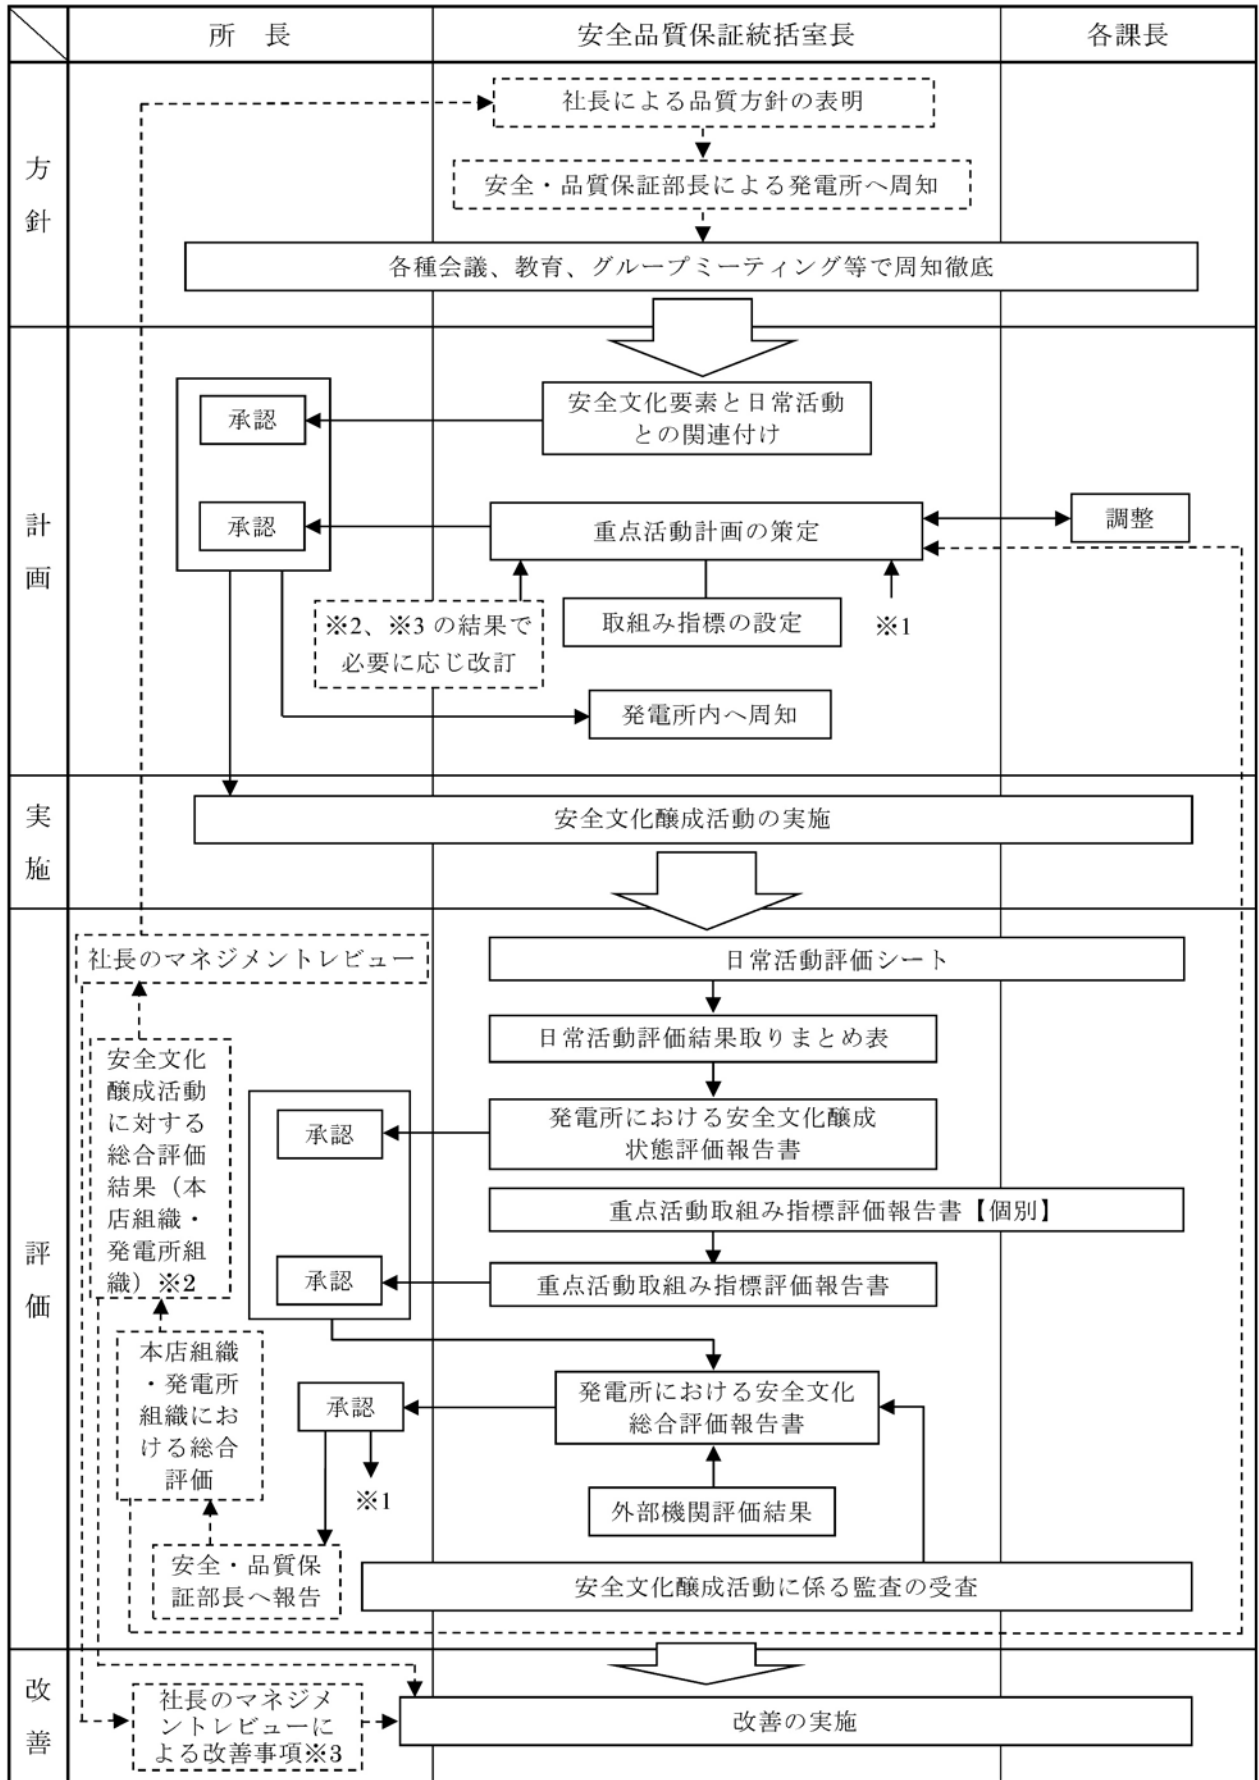 所　長
安全品質保証統括室長
各課長
方
針
社長による品質方針の表明
安全・品質保証部長による発電所へ周知
各種会議、教育、グループミーティング等で周知徹底
計
画
承認
安全文化要素と日常活動
との関連付け
承認
重点活動計画の策定
調整
※2、※3 の結果で
必要に応じ改訂
取組み指標の設定
※1
発電所内へ周知
実
施
安全文化醸成活動の実施
評
価
社長のマネジメントレビュー
日常活動評価シート
日常活動評価結果取りまとめ表
安全文化
醸成活動
に対する
総合評価
結果（本
店組織・
発電所組
織）※2
承認
発電所における安全文化醸成
状態評価報告書
重点活動取組み指標評価報告書【個別】
承認
重点活動取組み指標評価報告書
本店組織
・発電所
組織にお
ける総合
評価
承認
発電所における安全文化
総合評価報告書
※1
外部機関評価結果
安全・品質保
証部長へ報告
安全文化醸成活動に係る監査の受査
改
善
社長のマネジメ
ントレビューに
よる改善事項※3
改善の実施